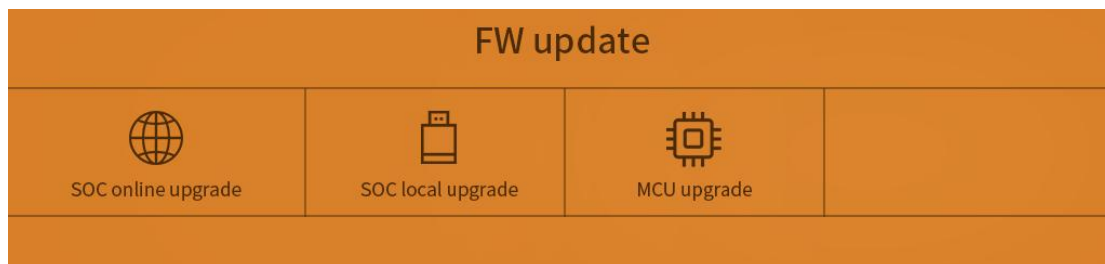 FW update
SOC online upgrade
SOC local upgrade
MCU upgrade